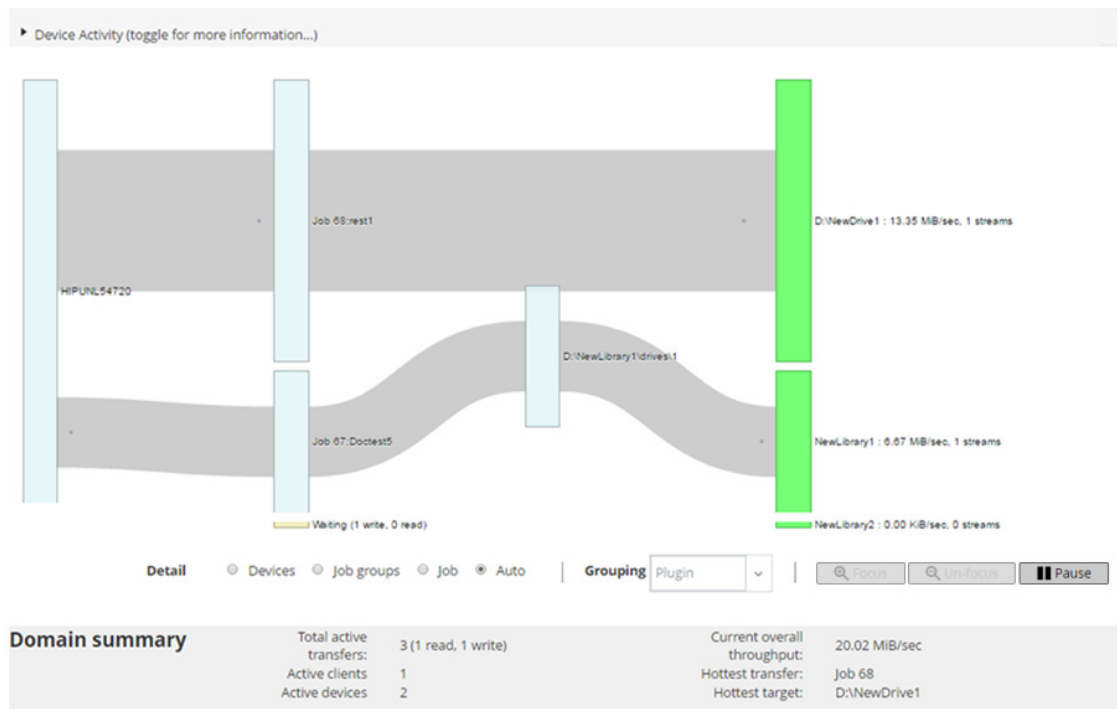 Device Activity (toggle for more information...)
Job 68:rest1
D:\NewDrive1 : 13.35 MiB/sec, 1 streams
HIPUNL54720
D:\NewLibrary1\drives\1
Job 67:Doctest5
NewLibrary1 : 6.67 MiB/sec, 1 streams
Waiting (1 write, 0 read)
NewLibrary2 : 0.00 KiB/sec, 0 streams
Detail Devices Job groups Job Auto Grouping Plugin Focus Un-focus Pause
Domain summary
Total active transfers: 3 (1 read, 1 write)
Active clients 1
Active devices 2
Current overall throughput: 20.02 MiB/sec
Hottest transfer: Job 68
Hottest target: D:\NewDrive1